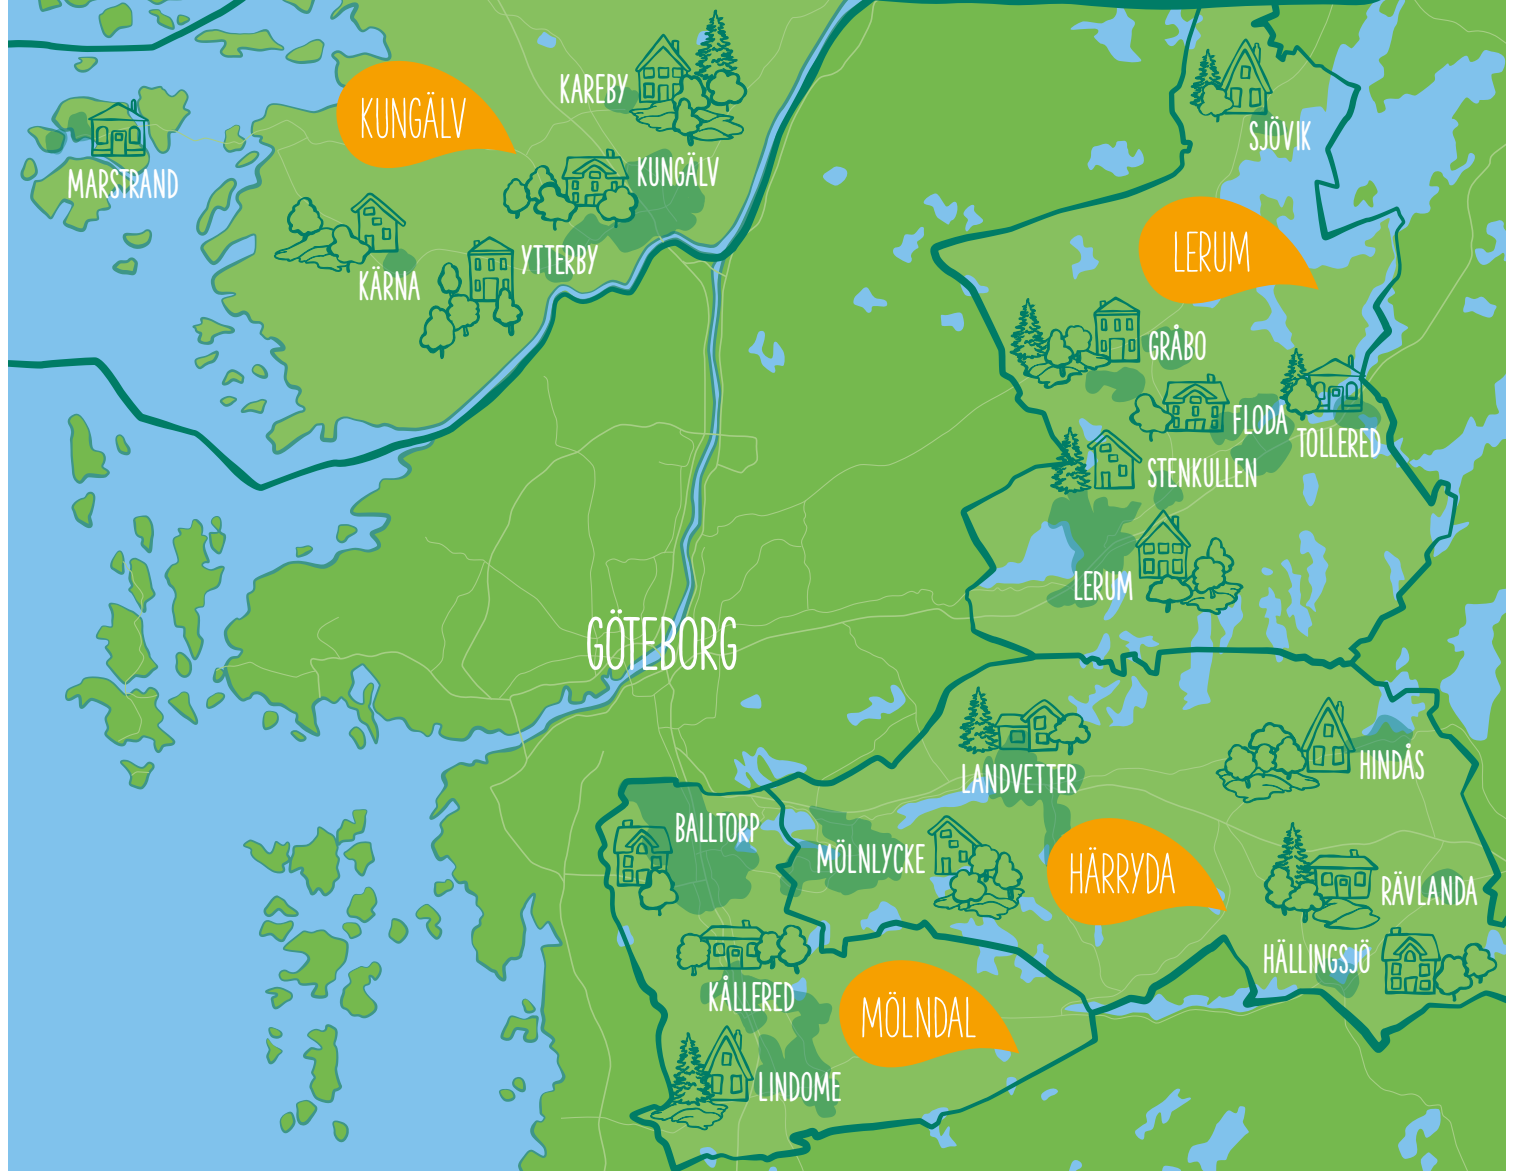 KAREBY
KUNGÄLV
SJÖVIK
KUNGÄLV
MARSTRAND
YTTERBY
LERUM
KÄRNA
GRÅBO
FLODA
TOLLERED
STENKULLEN
LERUM
GÖTEBORG
LANDVETTER
HINDÅS
BALLTORP
MÖLNLYCKE
HÄRRYDA
RÄVLANDA
HÄLLINGSJÖ
KÅLLERED
MÖLNDAL
LINDOME